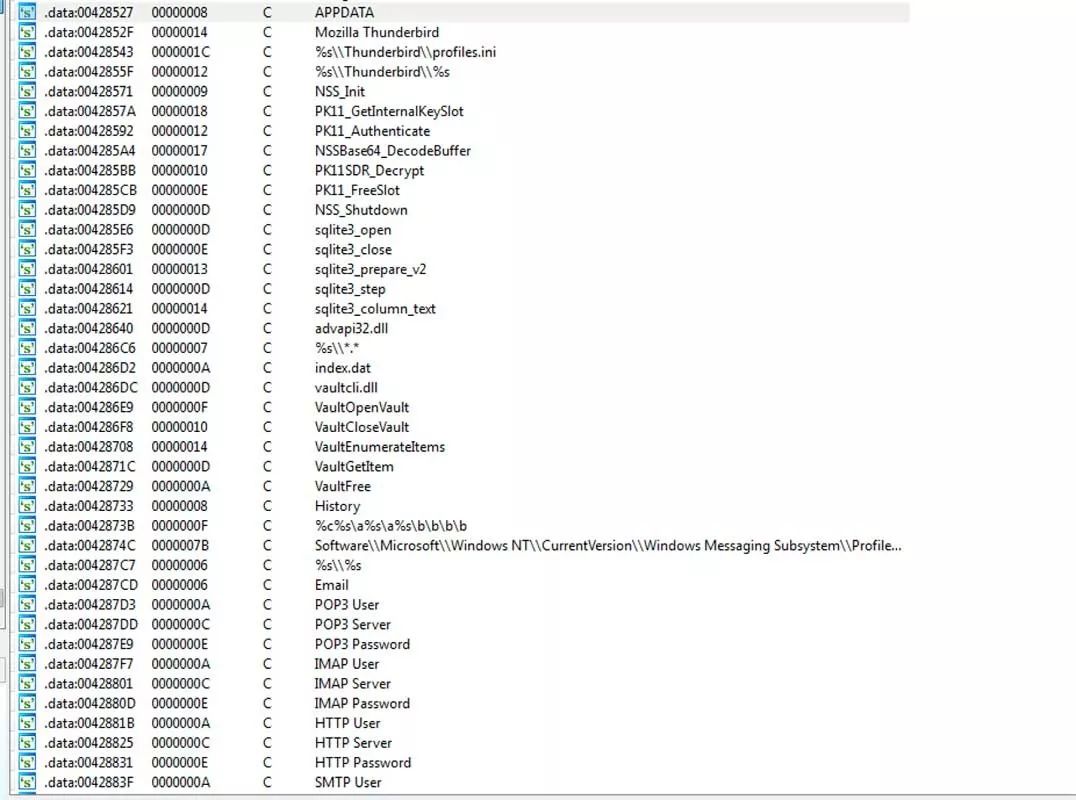 's' .data:00428527 00000008 C APPDATA
's' .data:0042852F 00000014 C Mozilla Thunderbird
's' .data:00428543 0000001C C %s\\Thunderbird\\profiles.ini
's' .data:0042855F 00000012 C %s\\Thunderbird\\%s
's' .data:00428571 00000009 C NSS_Init
's' .data:0042857A 00000018 C PK11_GetInternalKeySlot
's' .data:00428592 00000012 C PK11_Authenticate
's' .data:004285A4 00000017 C NSSBase64_DecodeBuffer
's' .data:004285BB 00000010 C PK11SDR_Decrypt
's' .data:004285CB 0000000E C PK11_FreeSlot
's' .data:004285D9 0000000D C NSS_Shutdown
's' .data:004285E6 0000000D C sqlite3_open
's' .data:004285F3 0000000E C sqlite3_close
's' .data:00428601 00000013 C sqlite3_prepare_v2
's' .data:00428614 0000000D C sqlite3_step
's' .data:00428621 00000014 C sqlite3_column_text
's' .data:00428640 0000000D C advapi32.dll
's' .data:004286C6 00000007 C %s\\*.*
's' .data:004286D2 0000000A C index.dat
's' .data:004286DC 0000000D C vaultcli.dll
's' .data:004286E9 0000000F C VaultOpenVault
's' .data:004286F8 00000010 C VaultCloseVault
's' .data:00428708 00000014 C VaultEnumerateItems
's' .data:0042871C 0000000D C VaultGetItem
's' .data:00428729 0000000A C VaultFree
's' .data:00428733 00000008 C History
's' .data:0042873B 0000000F C %c%s\a%s\a%s\b\b\b\b
's' .data:0042874C 0000007B C Software\\Microsoft\\Windows NT\\CurrentVersion\\Windows Messaging Subsystem\\Profile...
's' .data:004287C7 00000006 C %s\\%s
's' .data:004287CD 00000006 C Email
's' .data:004287D3 0000000A C POP3 User
's' .data:004287DD 0000000C C POP3 Server
's' .data:004287E9 0000000E C POP3 Password
's' .data:004287F7 0000000A C IMAP User
's' .data:00428801 0000000C C IMAP Server
's' .data:0042880D 0000000E C IMAP Password
's' .data:0042881B 0000000A C HTTP User
's' .data:00428825 0000000C C HTTP Server
's' .data:00428831 0000000E C HTTP Password
's' .data:0042883F 0000000A C SMTP User